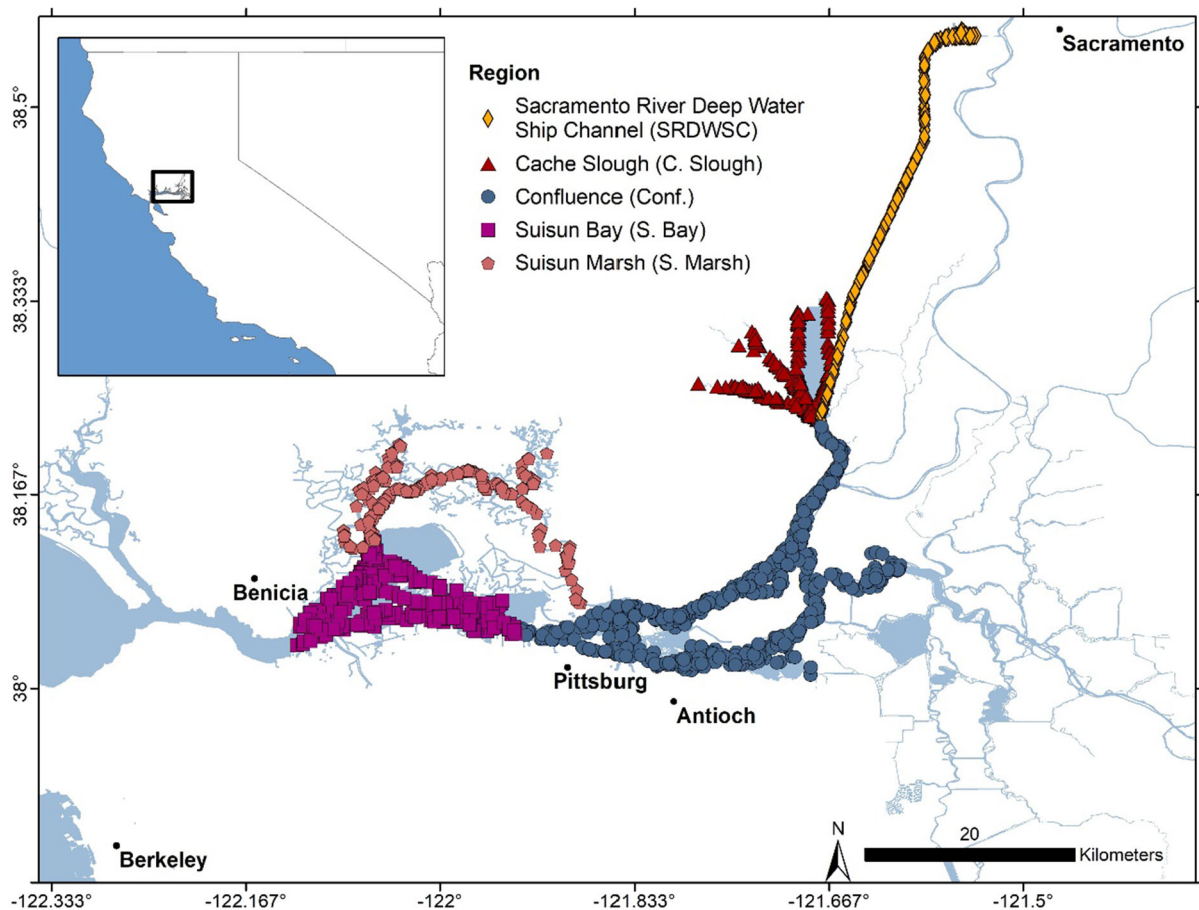 Sacramento
Region
Sacramento River Deep Water
Ship Channel (SRDWSC)
Cache Slough (C. Slough)
Confluence (Conf.)
Suisun Bay (S. Bay)
Suisun Marsh (S. Marsh)
38.5°
38.333°
38.167°
38°
Benicia
Pittsburg
Antioch
Berkeley
N
20
Kilometers
-122.333°
-122.167°
-122°
-121.833°
-121.667°
-121.5°